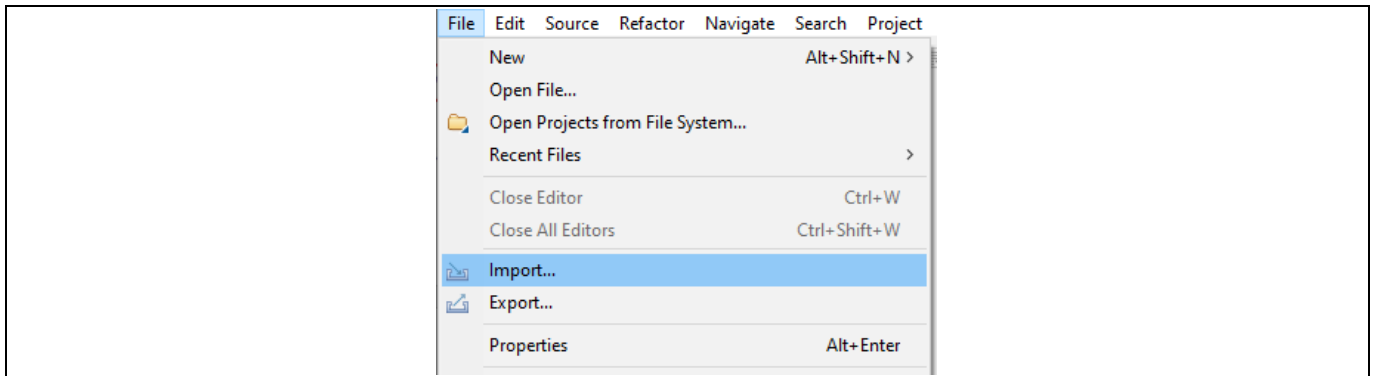 File Edit Source Refactor Navigate Search Project
New Alt+Shift+N >
Open File...
Open Projects from File System...
Recent Files >
Close Editor Ctrl+W
Close All Editors Ctrl+Shift+W
Import...
Export...
Properties Alt+Enter